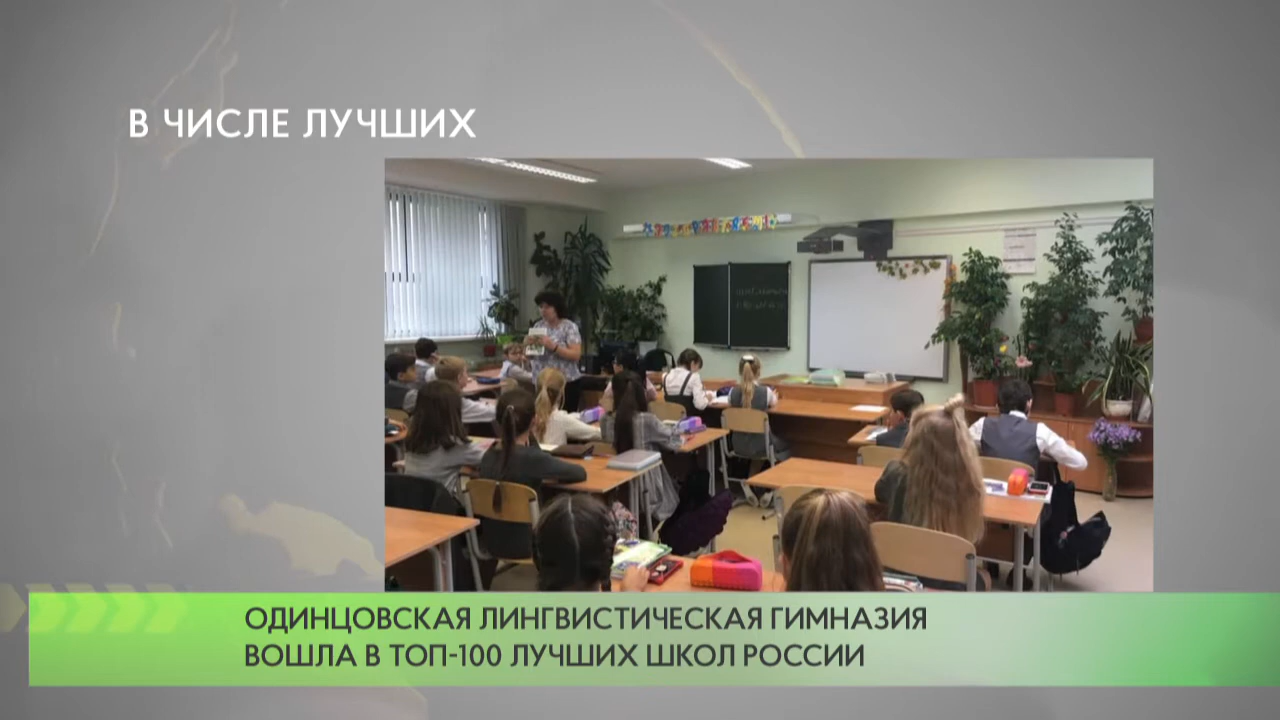 В ЧИСЛЕ ЛУЧШИХ
ОДИНЦОВСКАЯ ЛИНГВИСТИЧЕСКАЯ ГИМНАЗИЯ
ВОШЛА В ТОП-100 ЛУЧШИХ ШКОЛ РОССИИ